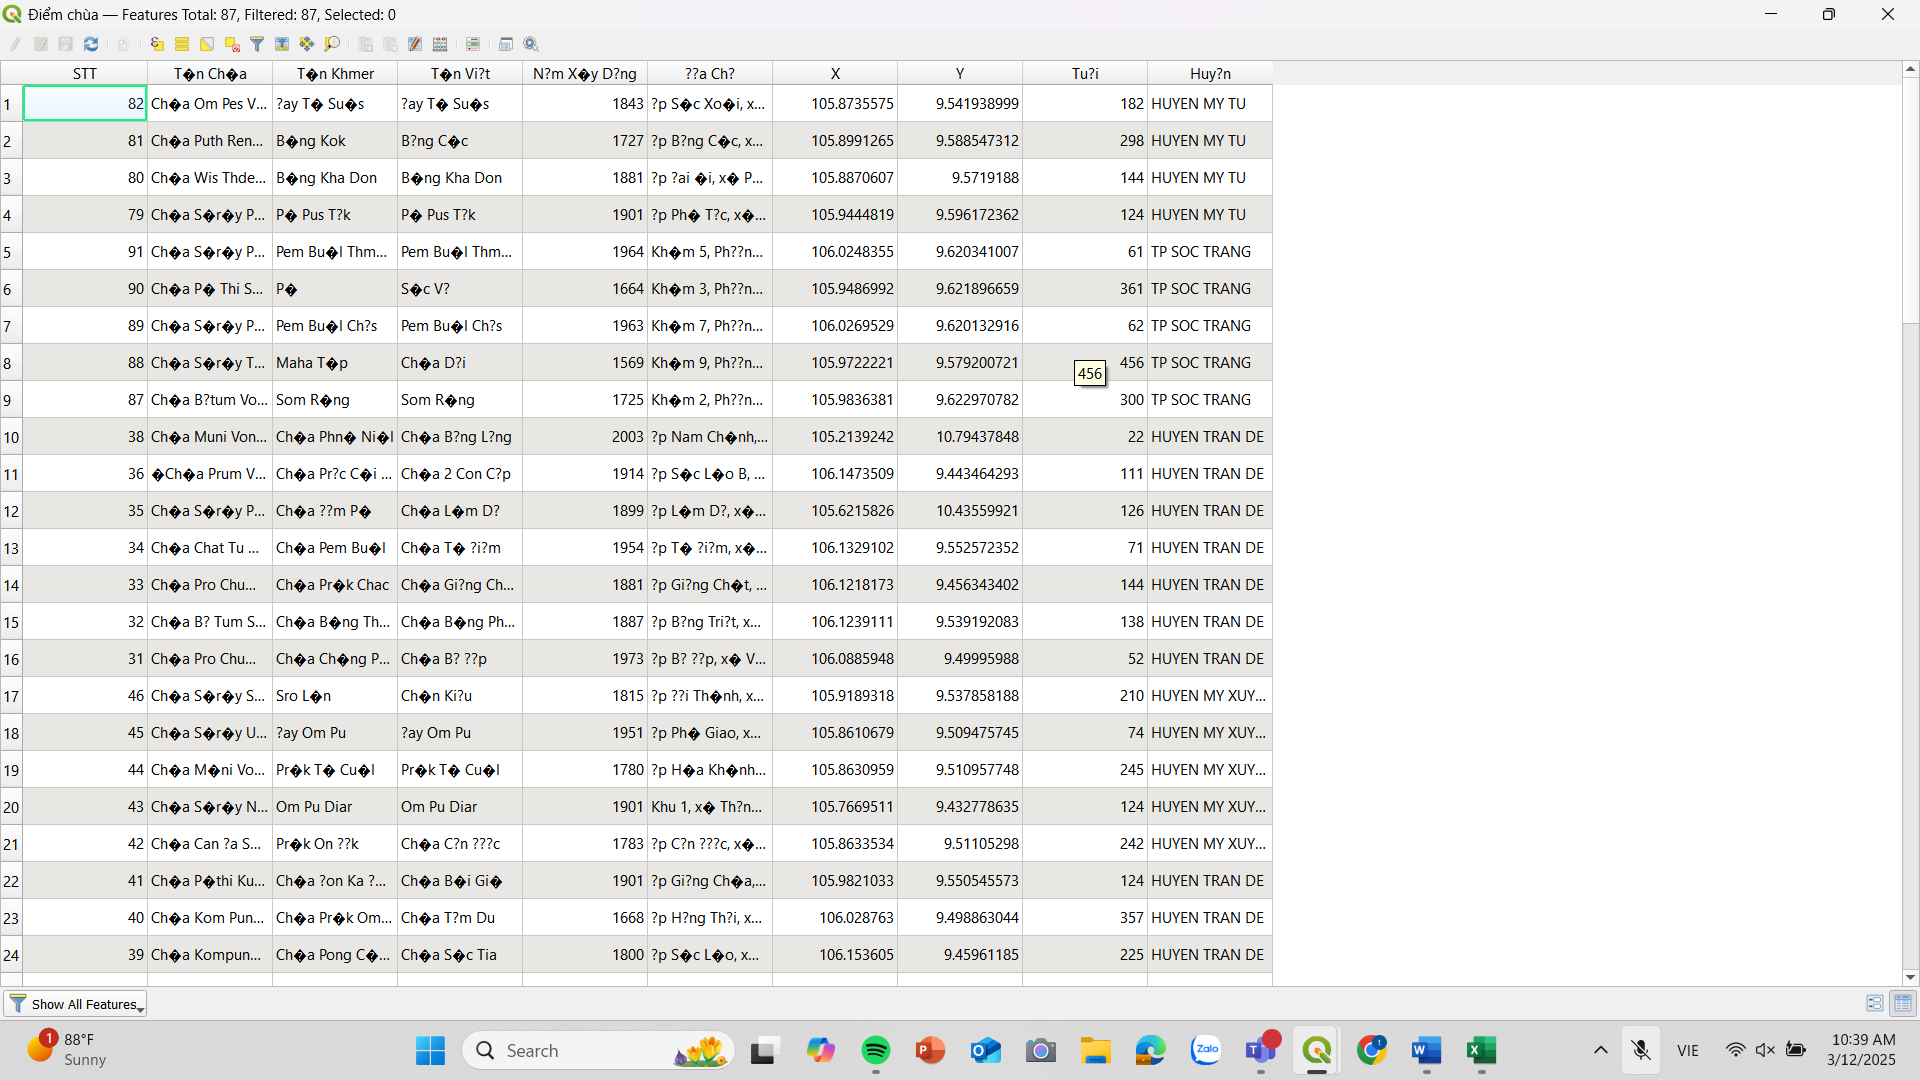 Điểm chùa — Features Total: 87, Filtered: 87, Selected: 0
STT T�n Ch�a T�n Khmer T�n Vi?t N?m X�y D?ng ??a Ch? X Y Tu?i Huy?n
1 82 Ch�a Om Pes V... ?ay T� Su�s ?ay T� Su�s 1843 ?p S�c Xo�i, x... 105.8735575 9.541938999 182 HUYEN MY TU
2 81 Ch�a Puth Ren... B�ng Kok B?ng C�c 1727 ?p B?ng C�c, x... 105.8991265 9.588547312 298 HUYEN MY TU
3 80 Ch�a Wis Thde... B�ng Kha Don B�ng Kha Don 1881 ?p ?ai �i, x� P... 105.8870607 9.5719188 144 HUYEN MY TU
4 79 Ch�a S�r�y P... P� Pus T?k P� Pus T?k 1901 ?p Ph� T?c, x�... 105.9444819 9.596172362 124 HUYEN MY TU
5 91 Ch�a S�r�y P... Pem Bu�l Thm... Pem Bu�l Thm... 1964 Kh�m 5, Ph??n... 106.0248355 9.620341007 61 TP SOC TRANG
6 90 Ch�a P� Thi S... P� S�c V? 1664 Kh�m 3, Ph??n... 105.9486992 9.621896659 361 TP SOC TRANG
7 89 Ch�a S�r�y P... Pem Bu�l Ch?s Pem Bu�l Ch?s 1963 Kh�m 7, Ph??n... 106.0269529 9.620132916 62 TP SOC TRANG
8 88 Ch�a S�r�y T... Maha T�p Ch�a D?i 1569 Kh�m 9, Ph??n... 105.9722221 9.579200721 456 TP SOC TRANG
456
9 87 Ch�a B?tum Vo... Som R�ng Som R�ng 1725 Kh�m 2, Ph??n... 105.9836381 9.622970782 300 TP SOC TRANG
10 38 Ch�a Muni Von... Ch�a Phn� Ni�l Ch�a B?ng L?ng 2003 ?p Nam Ch�nh,... 105.2139242 10.79437848 22 HUYEN TRAN DE
11 36 �Ch�a Prum V... Ch�a Pr?c C�i ... Ch�a 2 Con C?p 1914 ?p S�c L�o B, ... 106.1473509 9.443464293 111 HUYEN TRAN DE
12 35 Ch�a S�r�y P... Ch�a ??m P� Ch�a L�m D? 1899 ?p L�m D?, x�... 105.6215826 10.43559921 126 HUYEN TRAN DE
13 34 Ch�a Chat Tu ... Ch�a Pem Bu�l Ch�a T� ?i?m 1954 ?p T� ?i?m, x�... 106.1329102 9.552572352 71 HUYEN TRAN DE
14 33 Ch�a Pro Chu... Ch�a Pr�k Chac Ch�a Gi?ng Ch... 1881 ?p Gi?ng Ch�t, ... 106.1218173 9.456343402 144 HUYEN TRAN DE
15 32 Ch�a B? Tum S... Ch�a B�ng Th... Ch�a B�ng Ph... 1887 ?p B?ng Tri?t, x... 106.1239111 9.539192083 138 HUYEN TRAN DE
16 31 Ch�a Pro Chu... Ch�a Ch�ng P... Ch�a B? ??p 1973 ?p B? ??p, x� V... 106.0885948 9.49995988 52 HUYEN TRAN DE
17 46 Ch�a S�r�y S... Sro L�n Ch�n Ki?u 1815 ?p ??i Th�nh, x... 105.9189318 9.537858188 210 HUYEN MY XUY...
18 45 Ch�a S�r�y U... ?ay Om Pu ?ay Om Pu 1951 ?p Ph� Giao, x... 105.8610679 9.509475745 74 HUYEN MY XUY...
19 44 Ch�a M�ni Vo... Pr�k T� Cu�l Pr�k T� Cu�l 1780 ?p H�a Kh�nh... 105.8630959 9.510957748 245 HUYEN MY XUY...
20 43 Ch�a S�r�y N... Om Pu Diar Om Pu Diar 1901 Khu 1, x� Th?n... 105.7669511 9.432778635 124 HUYEN MY XUY...
21 42 Ch�a Can ?a S... Pr�k On ??k Ch�a C?n ???c 1783 ?p C?n ???c, x�... 105.8633534 9.51105298 242 HUYEN MY XUY...
22 41 Ch�a P�thi Ku... Ch�a ?on Ka ?... Ch�a B�i Gi� 1901 ?p Gi?ng Ch�a,... 105.9821033 9.550545573 124 HUYEN TRAN DE
23 40 Ch�a Kom Pun... Ch�a Pr�k Om... Ch�a T?m Du 1668 ?p H?ng Th?i, x... 106.028763 9.498863044 357 HUYEN TRAN DE
24 39 Ch�a Kompun... Ch�a Pong C�... Ch�a S�c Tia 1800 ?p S�c L�o, x... 106.153605 9.45961185 225 HUYEN TRAN DE
Show All Features
1 88°F
Sunny
Search
Zalo
1
VIE
10:39 AM
3/12/2025